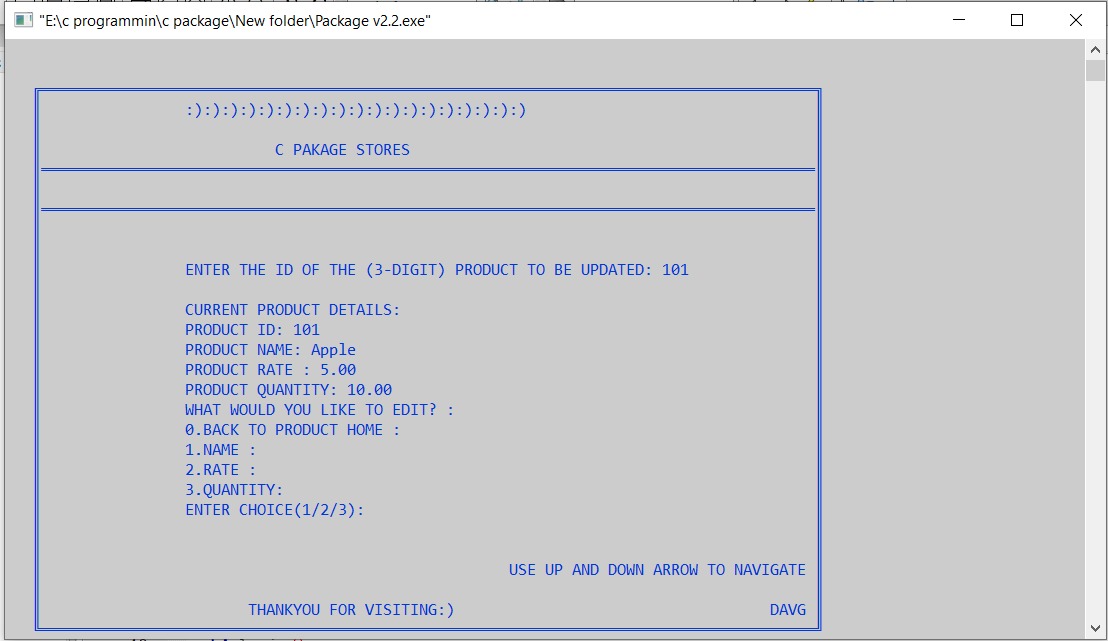 "E:\c programmin\c package\New folder\Package v2.2.exe"
:):):):):):):):):):):):):):):):):):):)
C PAKAGE STORES
ENTER THE ID OF THE (3-DIGIT) PRODUCT TO BE UPDATED: 101
CURRENT PRODUCT DETAILS:
PRODUCT ID: 101
PRODUCT NAME: Apple
PRODUCT RATE : 5.00
PRODUCT QUANTITY: 10.00
WHAT WOULD YOU LIKE TO EDIT? :
0.BACK TO PRODUCT HOME :
1.NAME :
2.RATE :
3.QUANTITY:
ENTER CHOICE(1/2/3):
USE UP AND DOWN ARROW TO NAVIGATE
THANKYOU FOR VISITING:) DAVG